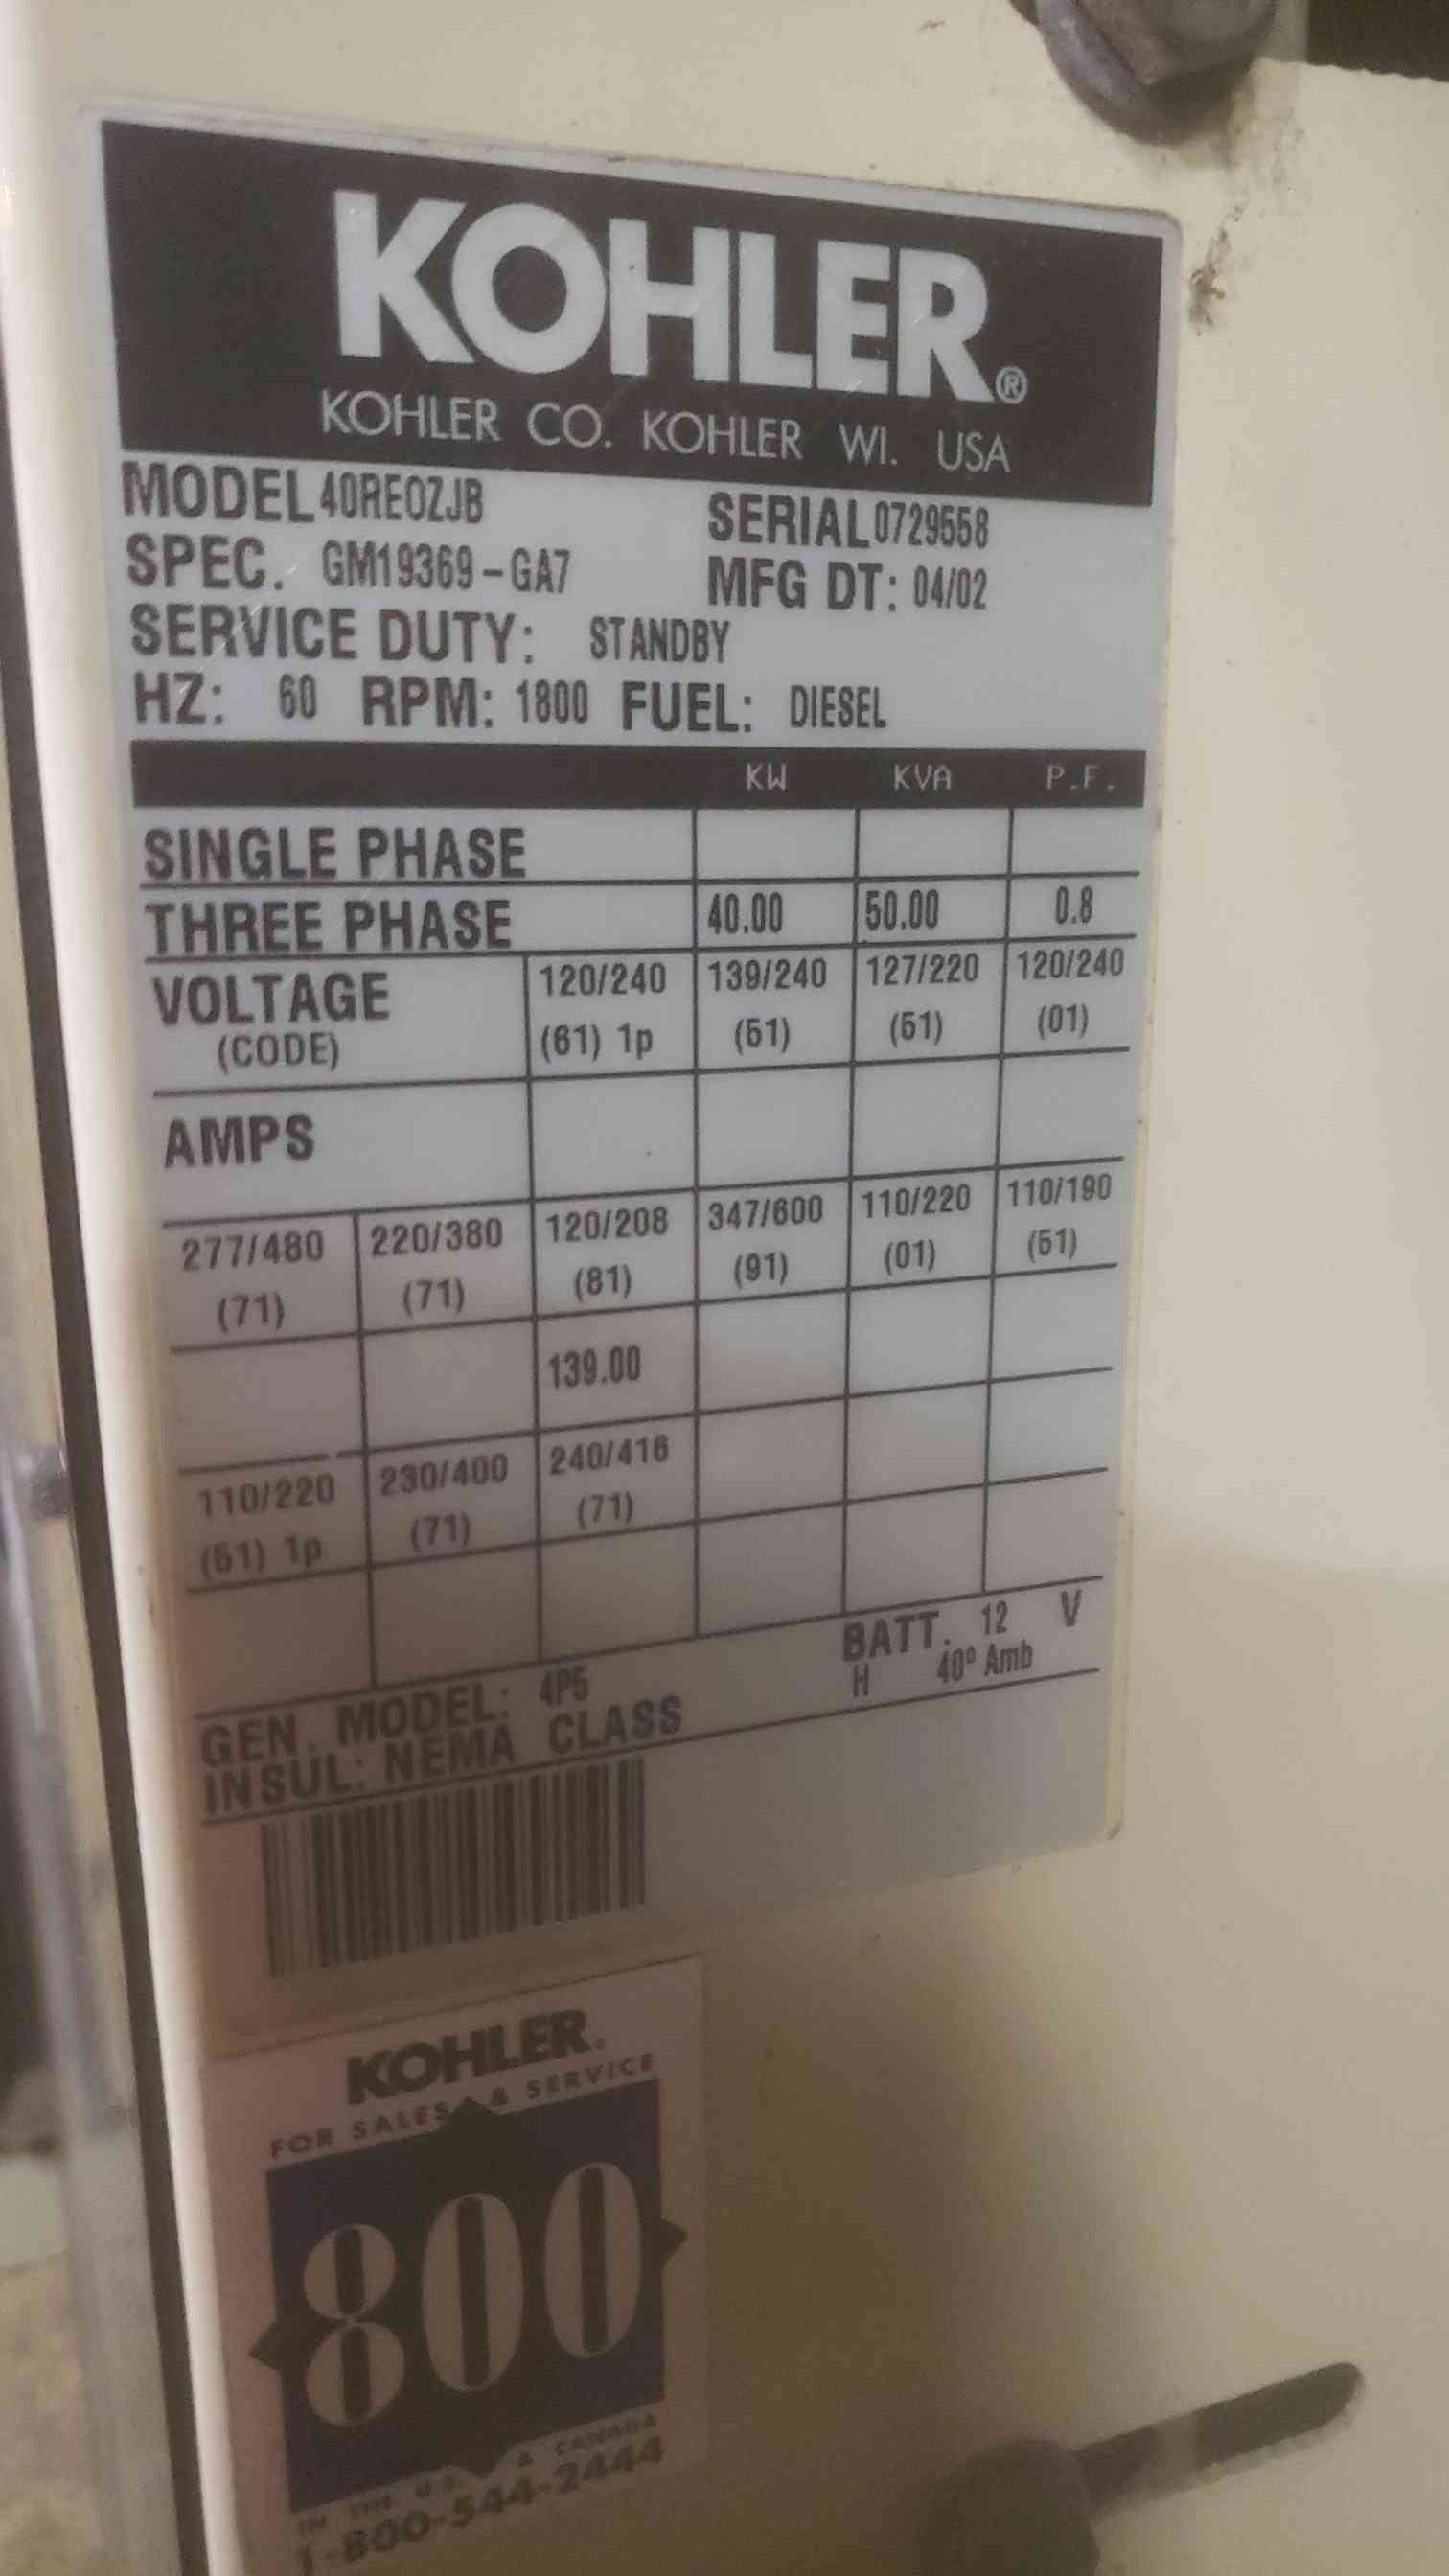 KOHLER®
KOHLER CO. KOHLER WI. USA
MODEL 40REOZJB SERIAL 0729558
SPEC. GM19369-GA7 MFG DT: 04/02
SERVICE DUTY: STANDBY
HZ: 60 RPM: 1800 FUEL: DIESEL
KW KVA P.F.
SINGLE PHASE
THREE PHASE 40.00 50.00 0.8
VOLTAGE 120/240 139/240 127/220 120/240
(CODE) (61) 1p (61) (61) (01)
AMPS
277/480 220/380 120/208 347/600 110/220 110/190
(71) (71) (81) (91) (01) (61)
139.00
110/220 230/400 240/416
(61) 1p (71) (71)
GEN. MODEL: 4P5 BATT. 12 V
INSUL: NEMA CLASS H 40° Amb
KOHLER.
FOR SALES & SERVICE
800
IN THE U.S. & CANADA
1-800-544-2444